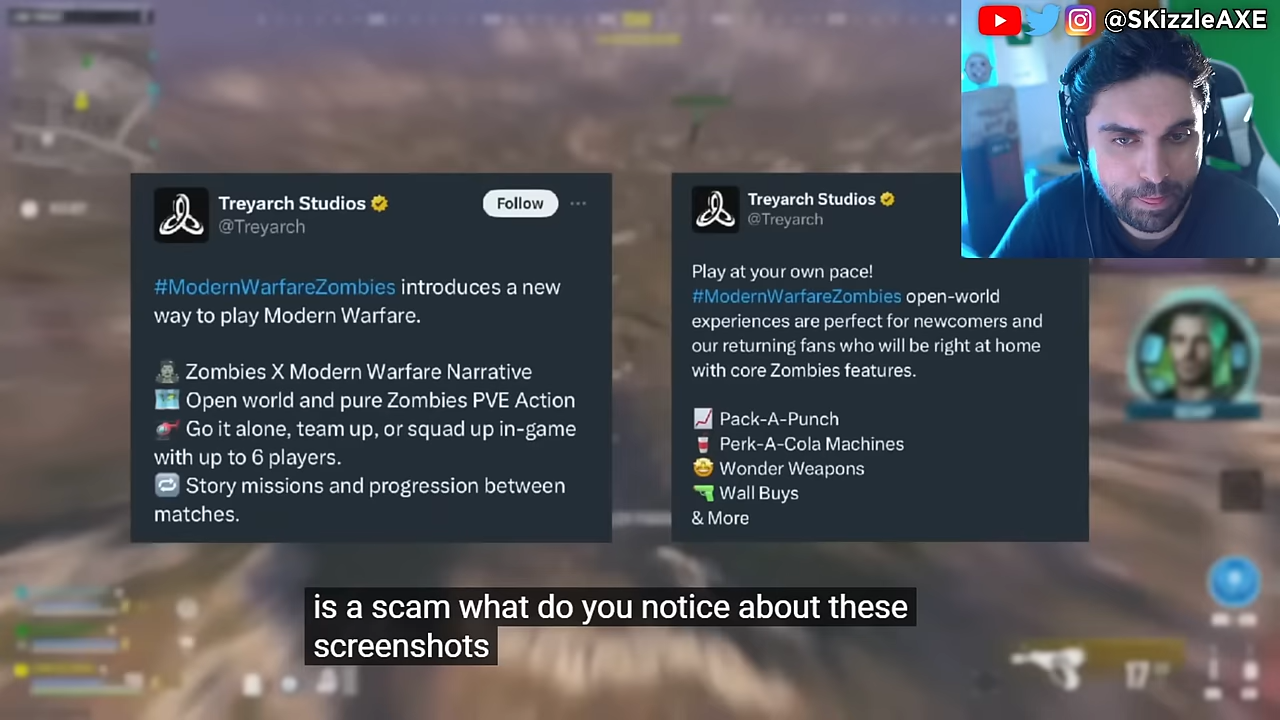 @SKizzleAXE
Treyarch Studios
@Treyarch
Follow
#ModernWarfareZombies introduces a new
way to play Modern Warfare.
Zombies X Modern Warfare Narrative
Open world and pure Zombies PVE Action
Go it alone, team up, or squad up in-game
with up to 6 players.
Story missions and progression between
matches.
Treyarch Studios
@Treyarch
Play at your own pace!
#ModernWarfareZombies open-world
experiences are perfect for newcomers and
our returning fans who will be right at home
with core Zombies features.
Pack-A-Punch
Perk-A-Cola Machines
Wonder Weapons
Wall Buys
& More
17
is a scam what do you notice about these
screenshots